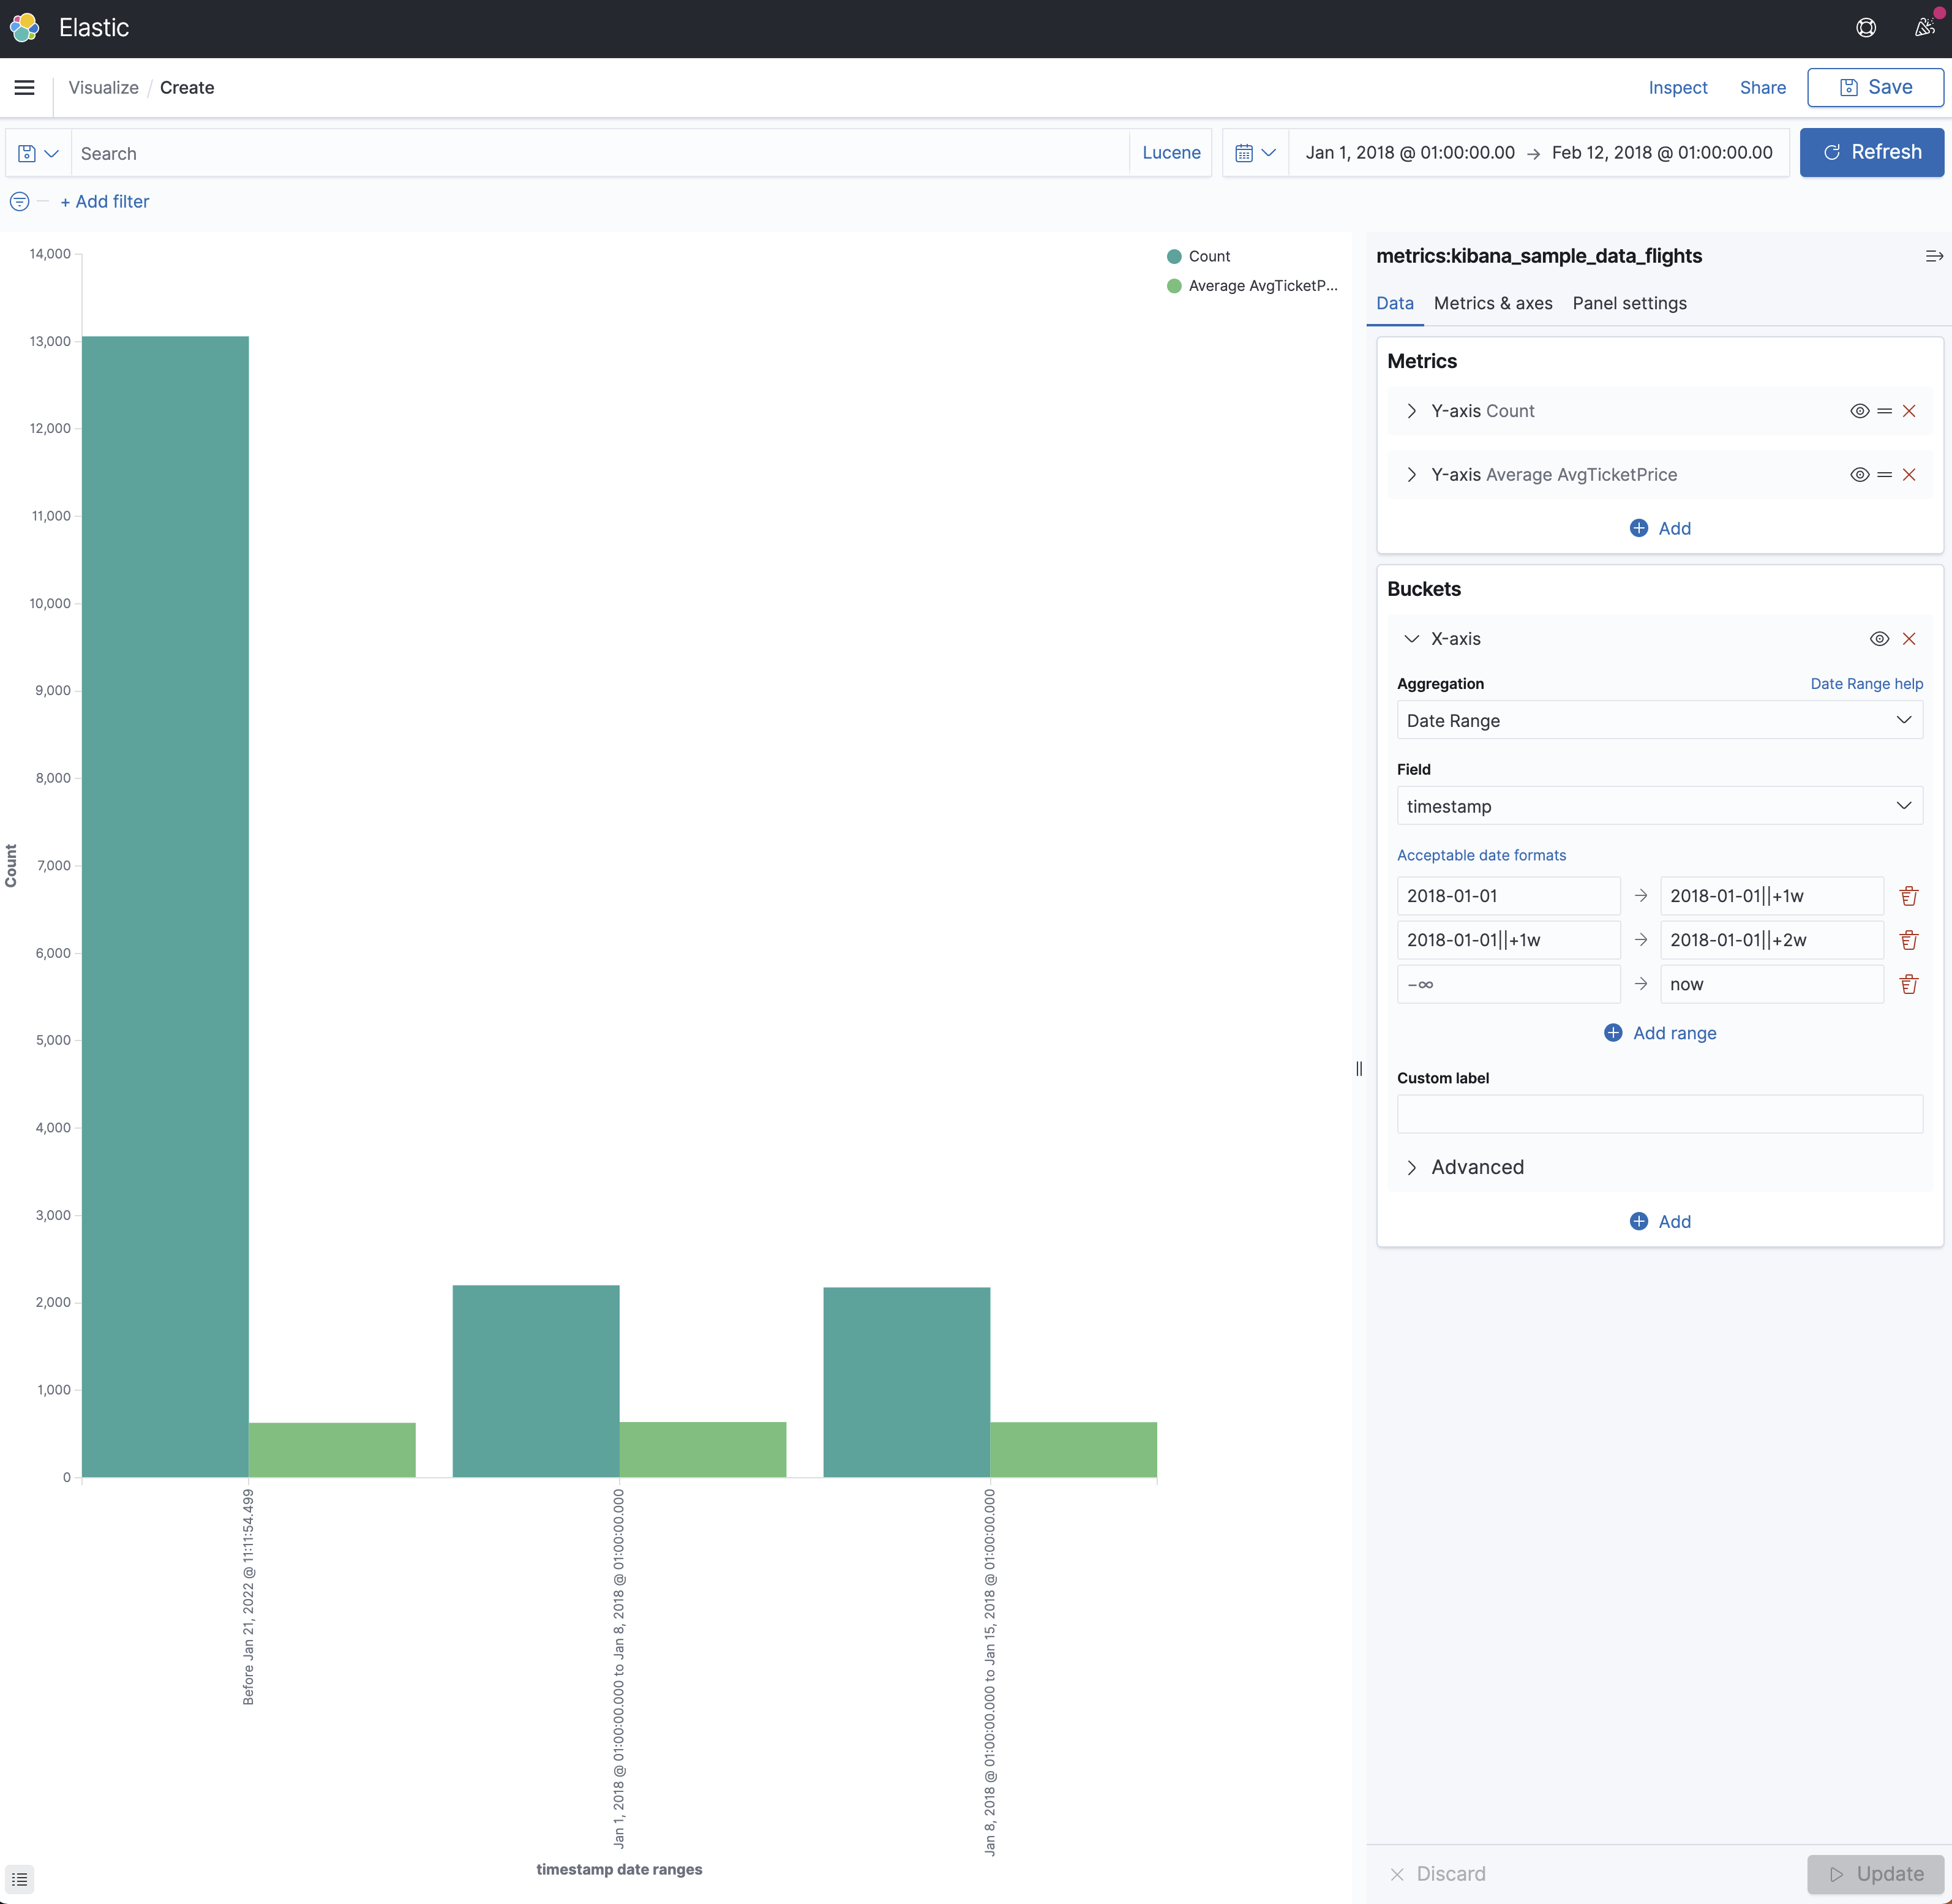 Elastic
Visualize / Create
Inspect
Share
Save
Search
Lucene
Jan 1, 2018 @ 01:00:00.00 → Feb 12, 2018 @ 01:00:00.00
Refresh
+ Add filter
14,000
13,000
12,000
11,000
10,000
9,000
8,000
7,000
6,000
5,000
4,000
3,000
2,000
1,000
0
Count
Before Jan 21, 2022 @ 11:11:54.499
Jan 1, 2018 @ 01:00:00.000 to Jan 8, 2018 @ 01:00:00.000
Jan 8, 2018 @ 01:00:00.000 to Jan 15, 2018 @ 01:00:00.000
timestamp date ranges
Count
Average AvgTicketP...
metrics:kibana_sample_data_flights
Data
Metrics & axes
Panel settings
Metrics
Y-axis Count
Y-axis Average AvgTicketPrice
Add
Buckets
X-axis
Aggregation
Date Range help
Date Range
Field
timestamp
Acceptable date formats
2018-01-01 → 2018-01-01||+1w
2018-01-01||+1w → 2018-01-01||+2w
−∞ → now
Add range
Custom label
Advanced
Add
Discard
Update